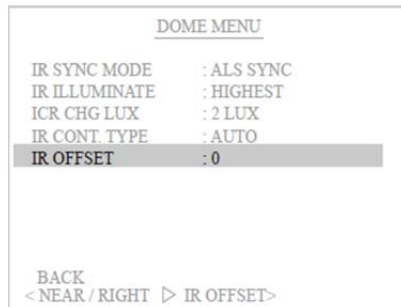 DOME MENU
IR SYNC MODE : ALS SYNC
IR ILLUMINATE : HIGHEST
ICR CHG LUX : 2 LUX
IR CONT. TYPE : AUTO
IR OFFSET : 0
BACK
< NEAR / RIGHT ▷ IR OFFSET>